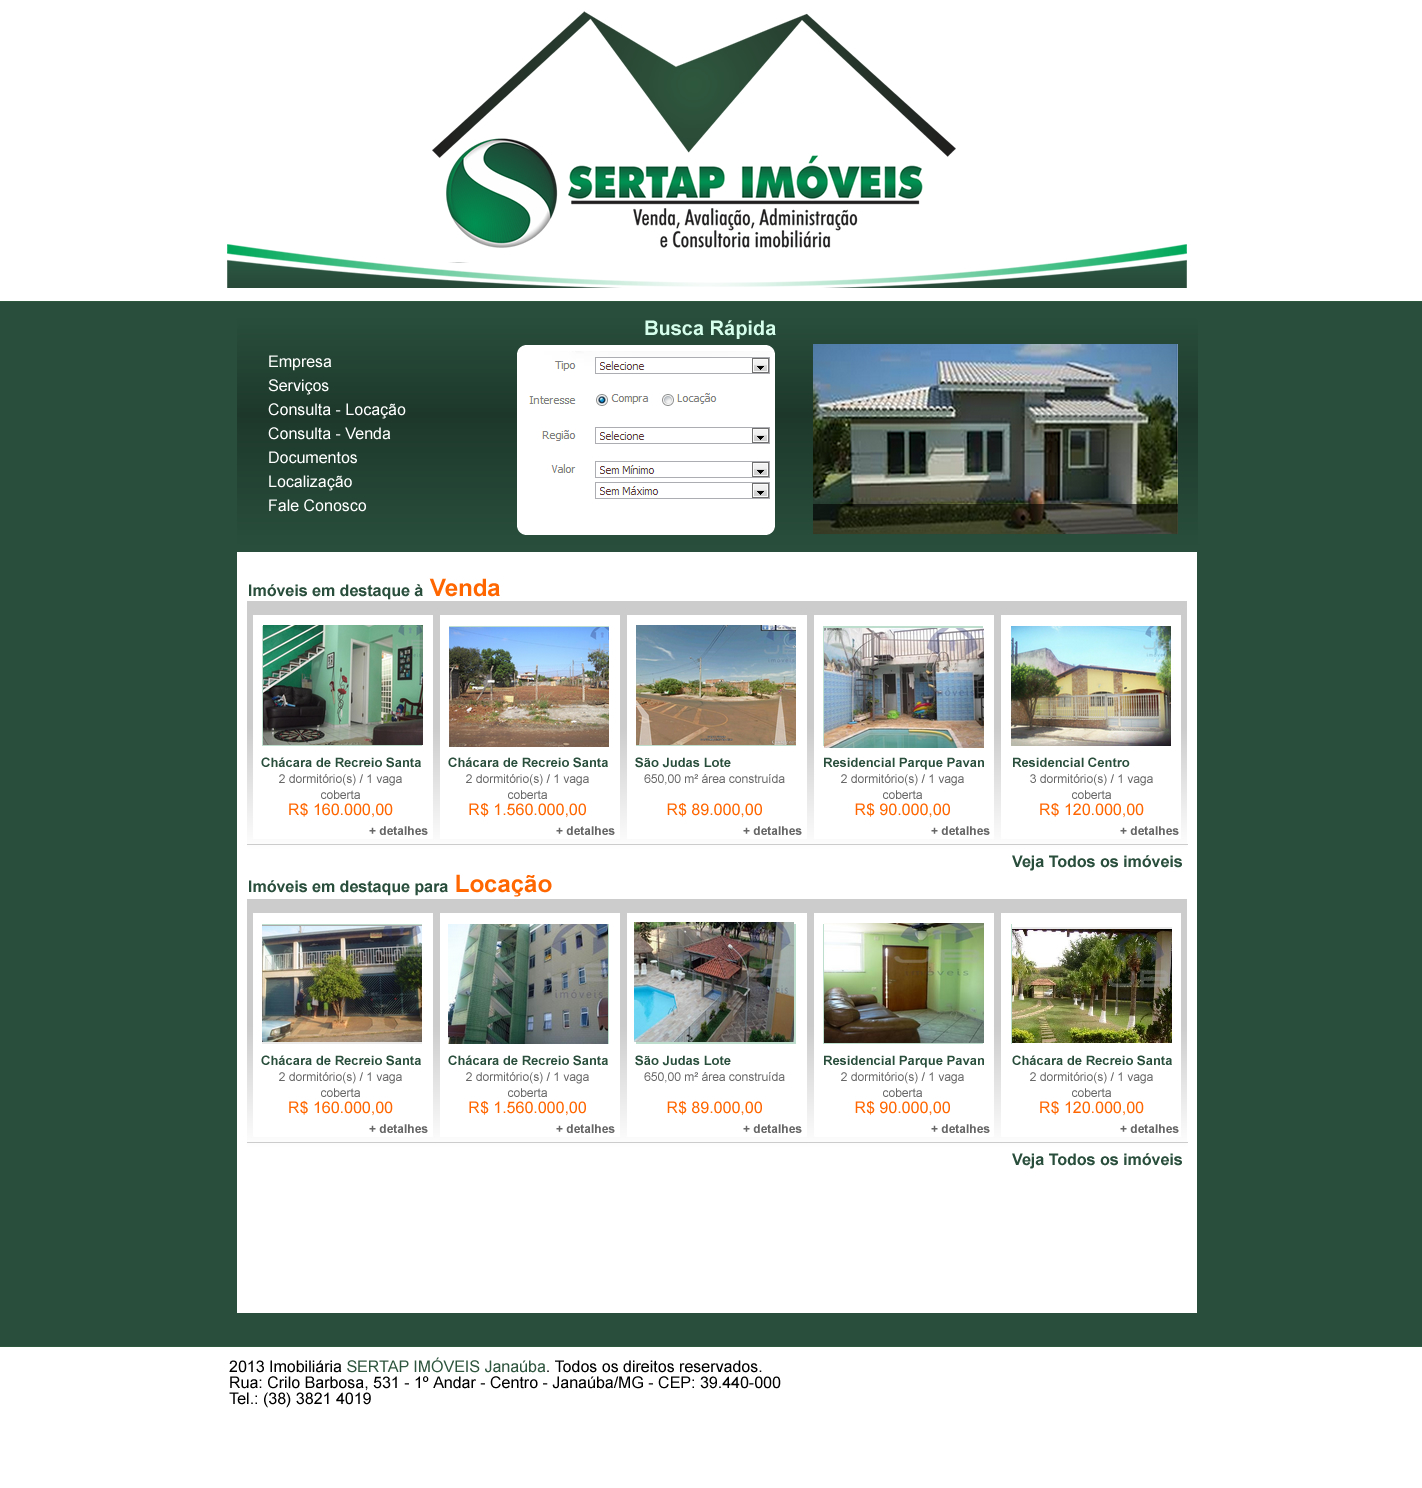 SERTAP IMÓVEIS
Venda, Avaliação, Administração
e Consultoria imobiliária
Busca Rápida
Empresa
Serviços
Consulta - Locação
Consulta - Venda
Documentos
Localização
Fale Conosco
Tipo Selecione
Interesse Compra Locação
Região Selecione
Valor Sem Mínimo
Sem Máximo
Imóveis em destaque à Venda
Chácara de Recreio Santa
2 dormitório(s) / 1 vaga
coberta
R$ 160.000,00
+ detalhes
Chácara de Recreio Santa
2 dormitório(s) / 1 vaga
coberta
R$ 1.560.000,00
+ detalhes
São Judas Lote
650,00 m² área construída
R$ 89.000,00
+ detalhes
Residencial Parque Pavan
2 dormitório(s) / 1 vaga
coberta
R$ 90.000,00
+ detalhes
Residencial Centro
3 dormitório(s) / 1 vaga
coberta
R$ 120.000,00
+ detalhes
Veja Todos os imóveis
Imóveis em destaque para Locação
imóveis
imóveis
Chácara de Recreio Santa
2 dormitório(s) / 1 vaga
coberta
R$ 160.000,00
+ detalhes
Chácara de Recreio Santa
2 dormitório(s) / 1 vaga
coberta
R$ 1.560.000,00
+ detalhes
São Judas Lote
650,00 m² área construída
R$ 89.000,00
+ detalhes
Residencial Parque Pavan
2 dormitório(s) / 1 vaga
coberta
R$ 90.000,00
+ detalhes
Chácara de Recreio Santa
2 dormitório(s) / 1 vaga
coberta
R$ 120.000,00
+ detalhes
Veja Todos os imóveis
2013 Imobiliária SERTAP IMÓVEIS Janaúba. Todos os direitos reservados.
Rua: Crilo Barbosa, 531 - 1º Andar - Centro - Janaúba/MG - CEP: 39.440-000
Tel.: (38) 3821 4019